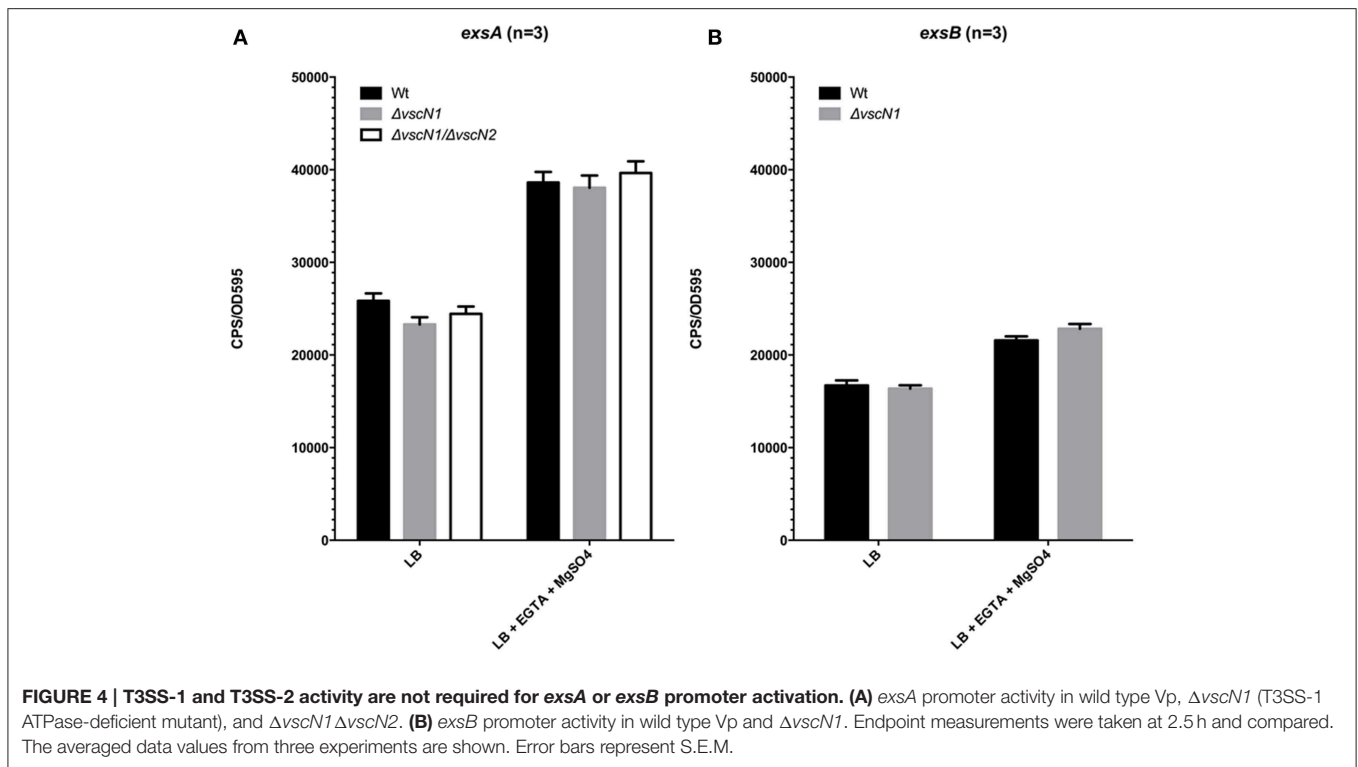 A
exsA (n=3)
50000
40000
30000
20000
10000
0
CPS/OD595
Wt
ΔvscN1
ΔvscN1/ΔvscN2
LB
LB + EGTA + MgSO4
B
exsB (n=3)
50000
40000
30000
20000
10000
0
CPS/OD595
Wt
ΔvscN1
LB
LB + EGTA + MgSO4
FIGURE 4 | T3SS-1 and T3SS-2 activity are not required for exsA or exsB promoter activation. (A) exsA promoter activity in wild type Vp, ΔvscN1 (T3SS-1
ATPase-deficient mutant), and ΔvscN1ΔvscN2. (B) exsB promoter activity in wild type Vp and ΔvscN1. Endpoint measurements were taken at 2.5 h and compared.
The averaged data values from three experiments are shown. Error bars represent S.E.M.